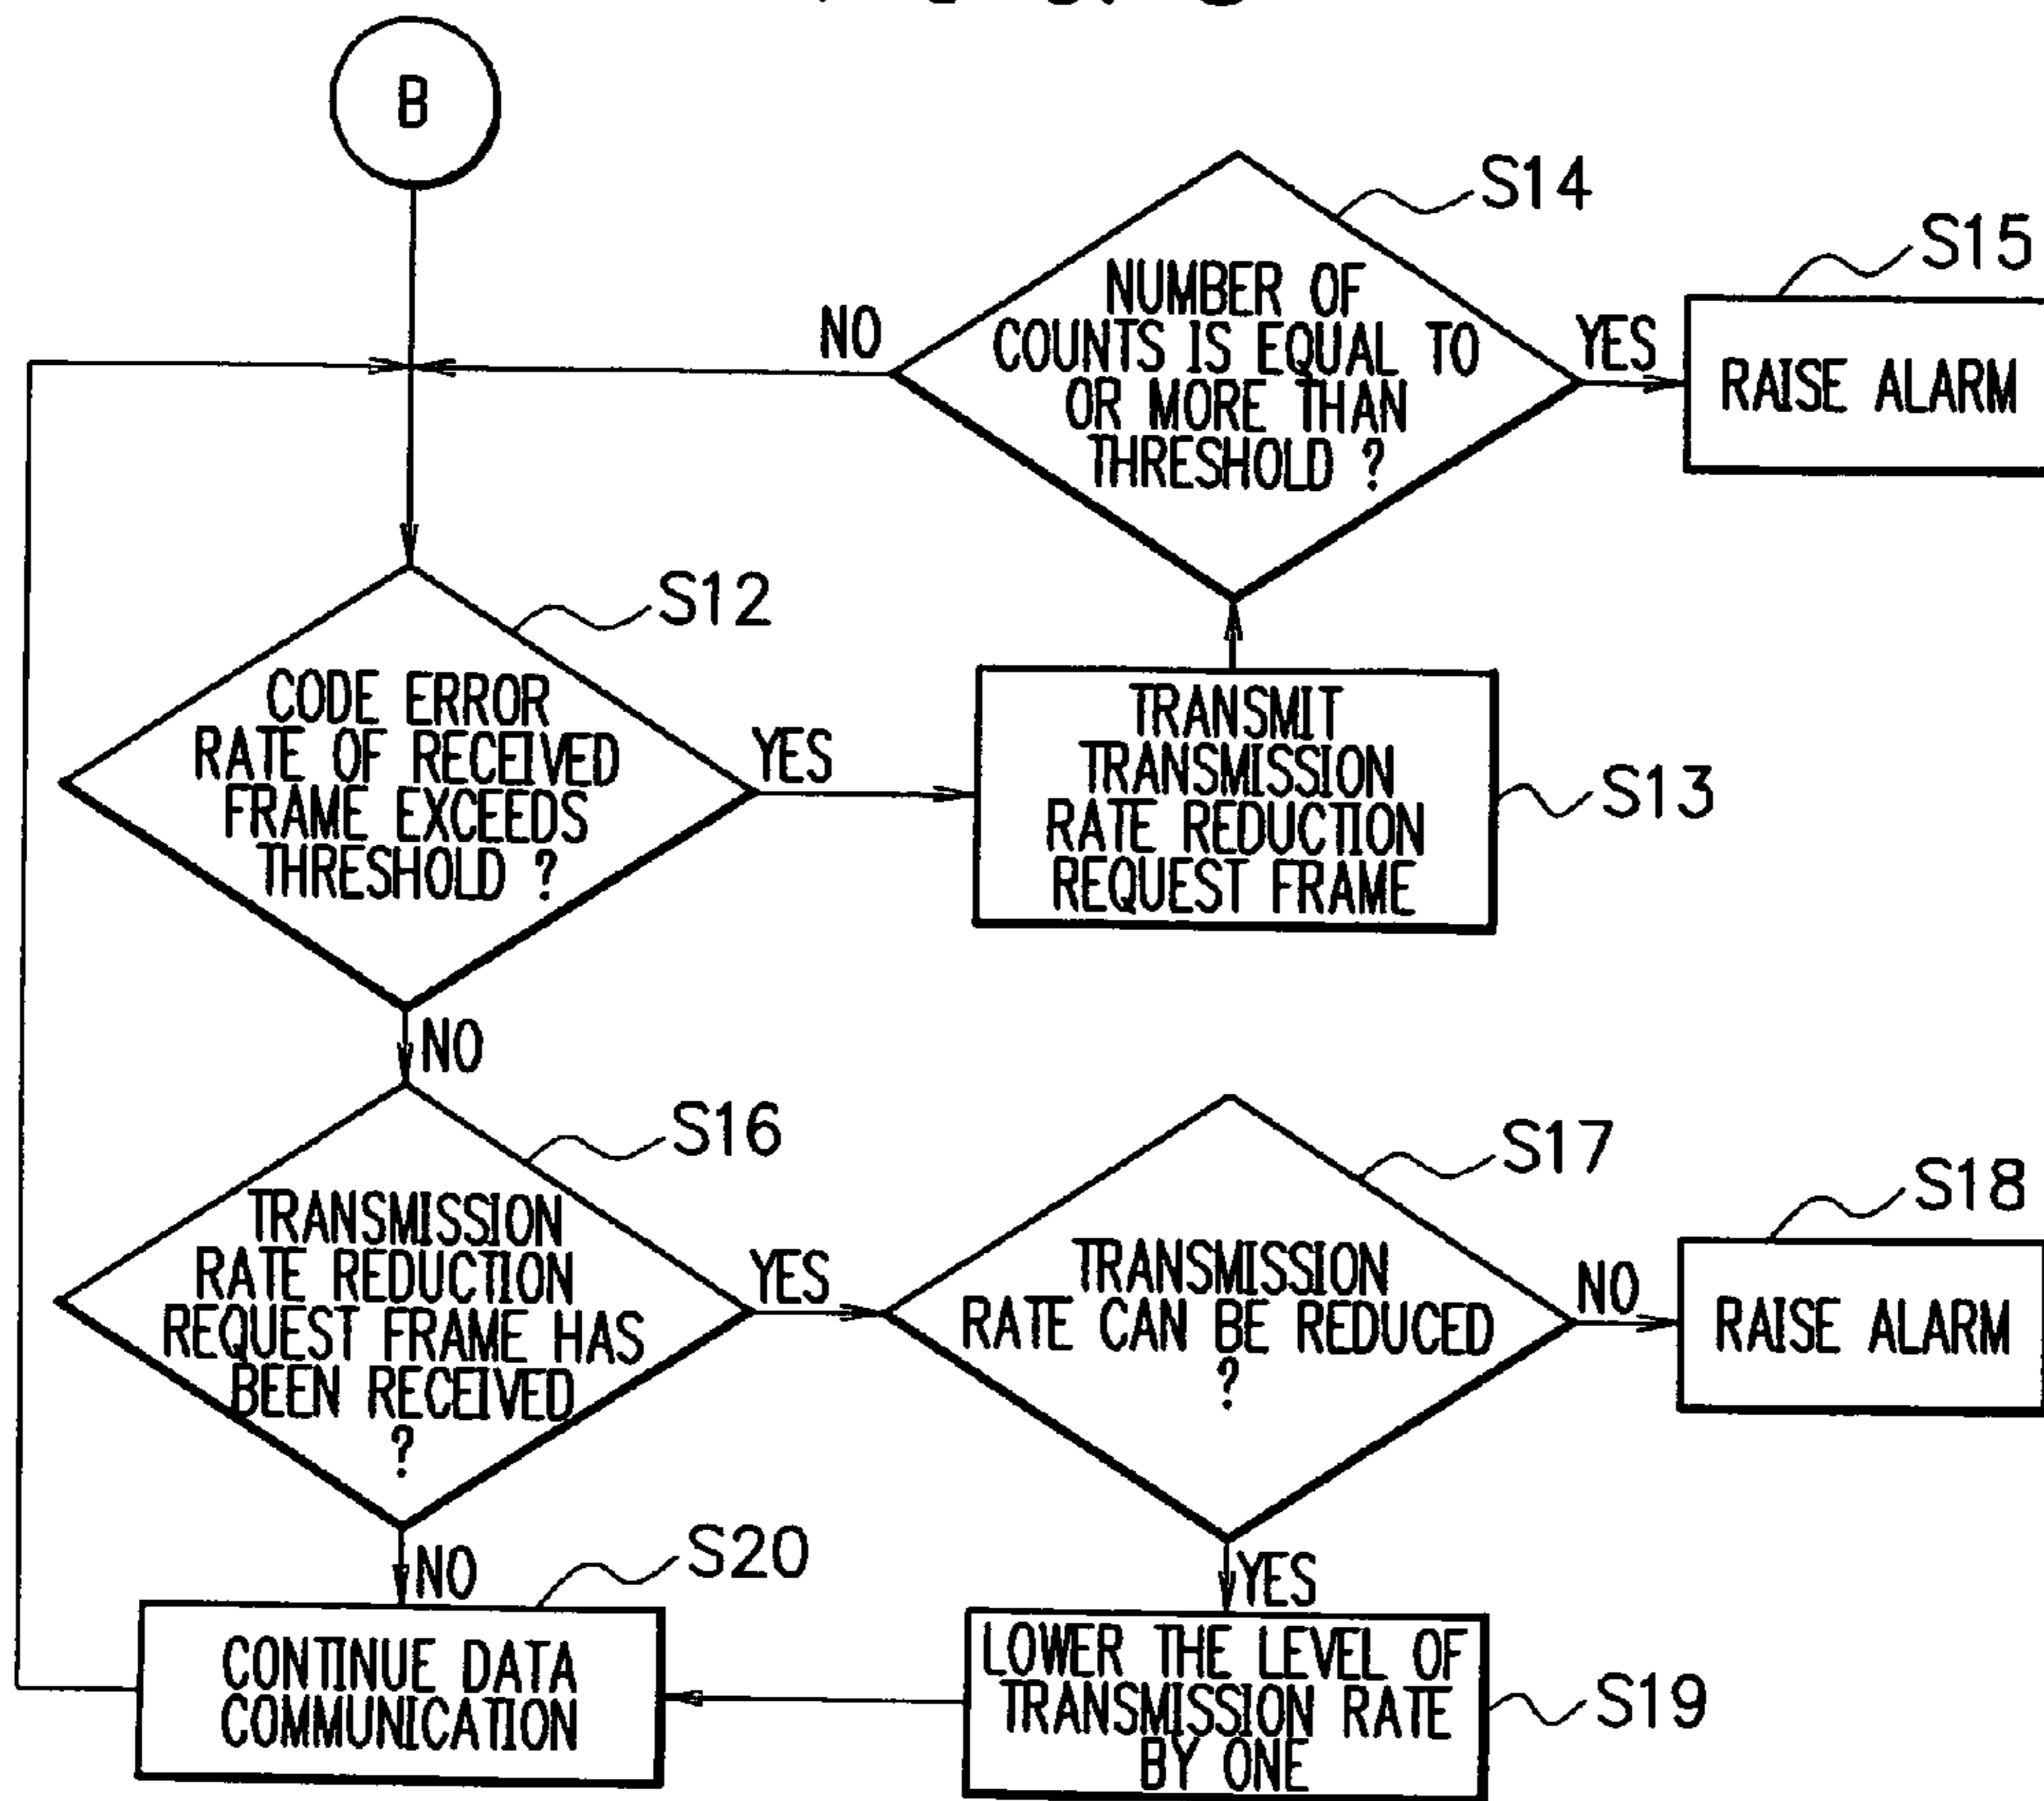 B
S14
NUMBER OF
COUNTS IS EQUAL TO
OR MORE THAN
THRESHOLD ?
NO
YES
S15
RAISE ALARM
S12
CODE ERROR
RATE OF RECEIVED
FRAME EXCEEDS
THRESHOLD ?
YES
NO
TRANSMIT
TRANSMISSION
RATE REDUCTION
REQUEST FRAME
S13
S16
TRANSMISSION
RATE REDUCTION
REQUEST FRAME HAS
BEEN RECEIVED
?
YES
NO
S17
TRANSMISSION
RATE CAN BE REDUCED
?
NO
YES
S18
RAISE ALARM
S20
CONTINUE DATA
COMMUNICATION
LOWER THE LEVEL OF
TRANSMISSION RATE
BY ONE
S19